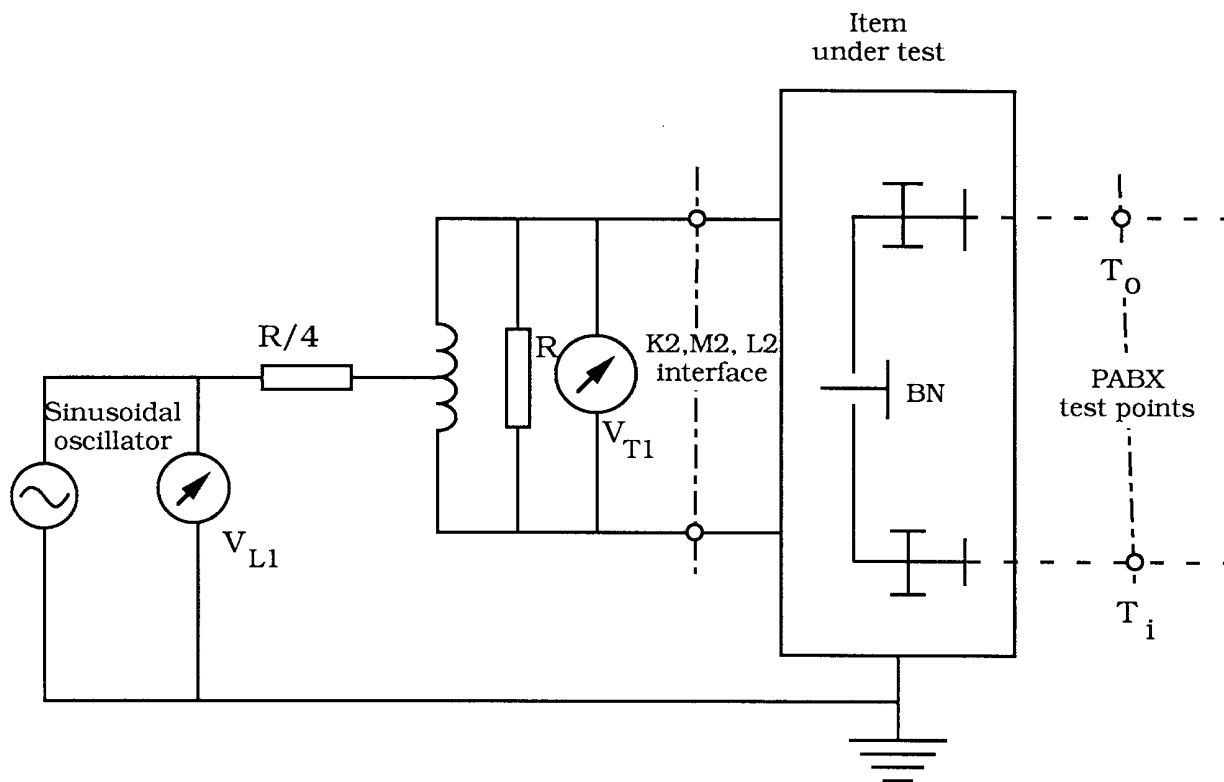 Item
under test
T o
R/4
R
K2,M2, L2
interface
BN
PABX
test points
Sinusoidal
oscillator
V T1
V L1
T i